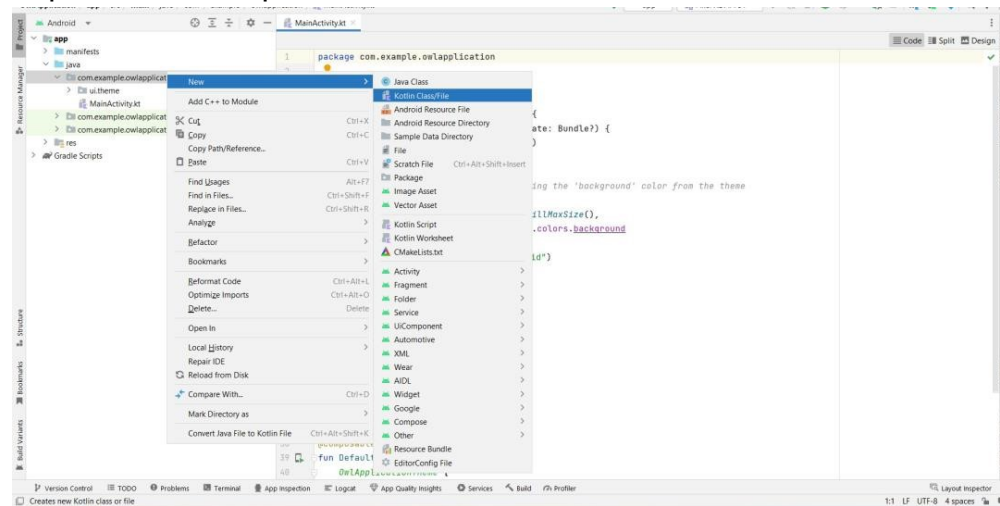 Android
MainActivity.kt
Code Split Design
Project
Resource Manager
Structure
Bookmarks
Build Variants
app
manifests
java
com.example.owlapplicat
ui.theme
MainActivity.kt
com.example.owlapplicat
com.example.owlapplicat
res
Gradle Scripts
New
Add C++ to Module
Cut Ctrl+X
Copy Ctrl+C
Copy Path/Reference...
Paste Ctrl+V
Find Usages Alt+F7
Find in Files... Ctrl+Shift+F
Replace in Files... Ctrl+Shift+R
Analyze
Refactor
Bookmarks
Reformat Code Ctrl+Alt+L
Optimize Imports Ctrl+Alt+O
Delete... Delete
Open In
Local History
Repair IDE
Reload from Disk
Compare With... Ctrl+D
Mark Directory as
Convert Java File to Kotlin File Ctrl+Alt+Shift+K
Java Class
Kotlin Class/File
Android Resource File
Android Resource Directory
Sample Data Directory
File
Scratch File Ctrl+Alt+Shift+Insert
Package
Image Asset
Vector Asset
Kotlin Script
Kotlin Worksheet
CMakeLists.txt
Activity
Fragment
Folder
Service
UiComponent
Automotive
XML
Wear
AIDL
Widget
Google
Compose
Other
Resource Bundle
EditorConfig File
1 package com.example.owlapplication
{
ate: Bundle?) {
)
ing the 'background' color from the theme
illMaxSize(),
.colors.background
id")
39 fun Default
40 OwlApp
Version Control TODO Problems Terminal App Inspection Logcat App Quality Insights Services Build Profiler Layout Inspector
Creates new Kotlin class or file 1:1 LF UTF-8 4 spaces